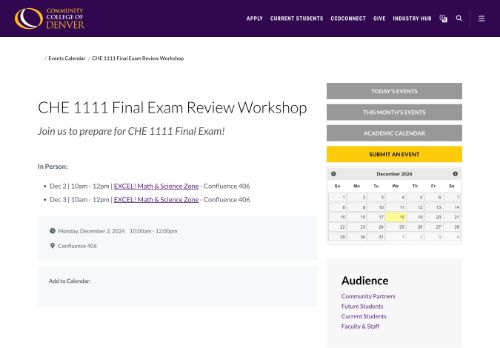 COMMUNITY
COLLEGE OF
DENVER
APPLY CURRENT STUDENTS CCDCONNECT GIVE INDUSTRY HUB
/ Events Calendar / CHE 1111 Final Exam Review Workshop
CHE 1111 Final Exam Review Workshop
Join us to prepare for CHE 1111 Final Exam!
In Person:
Dec 2 | 10am - 12pm | EXCEL! Math & Science Zone - Confluence 406
Dec 3 | 10am - 12pm | EXCEL! Math & Science Zone - Confluence 406
Monday, December 2, 2024 10:00am - 12:00pm
Confluence 406
Add to Calendar:
TODAY'S EVENTS
THIS MONTH'S EVENTS
ACADEMIC CALENDAR
SUBMIT AN EVENT
December 2024
Su Mo Tu We Th Fr Sa
1 2 3 4 5 6 7
8 9 10 11 12 13 14
15 16 17 18 19 20 21
22 23 24 25 26 27 28
29 30 31 1 2 3 4
Audience
Community Partners
Future Students
Current Students
Faculty & Staff